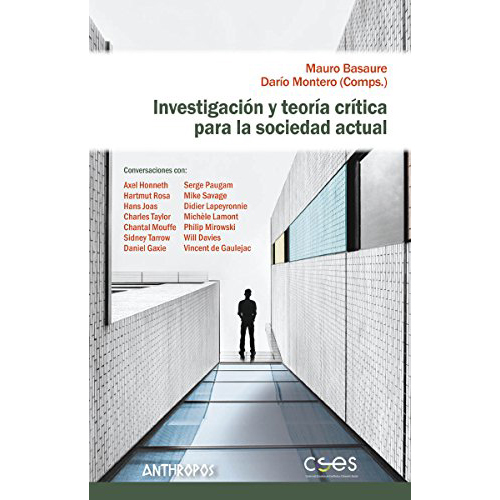 Mauro Basaure
Darío Montero (Comps.)
Investigación y teoría crítica
para la sociedad actual
Conversaciones con:
Axel Honneth
Hartmut Rosa
Hans Joas
Charles Taylor
Chantal Mouffe
Sidney Tarrow
Daniel Gaxie
Serge Paugam
Mike Savage
Didier Lapeyronnie
Michèle Lamont
Philip Mirowski
Will Davies
Vincent de Gaulejac
ANTHROPOS
CSES